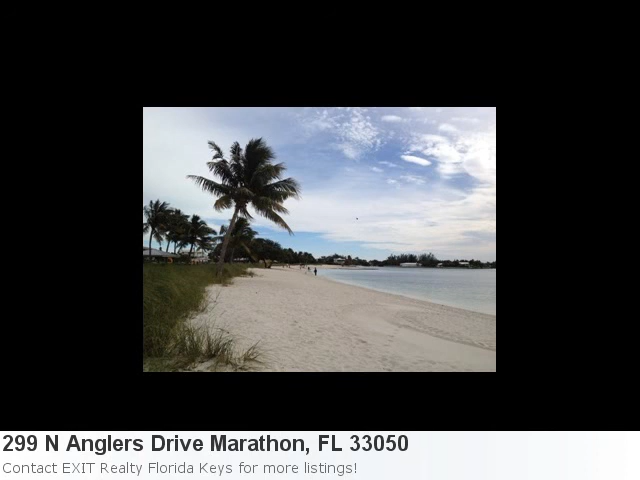 299 N Anglers Drive Marathon, FL 33050
Contact EXIT Realty Florida Keys for more listings!